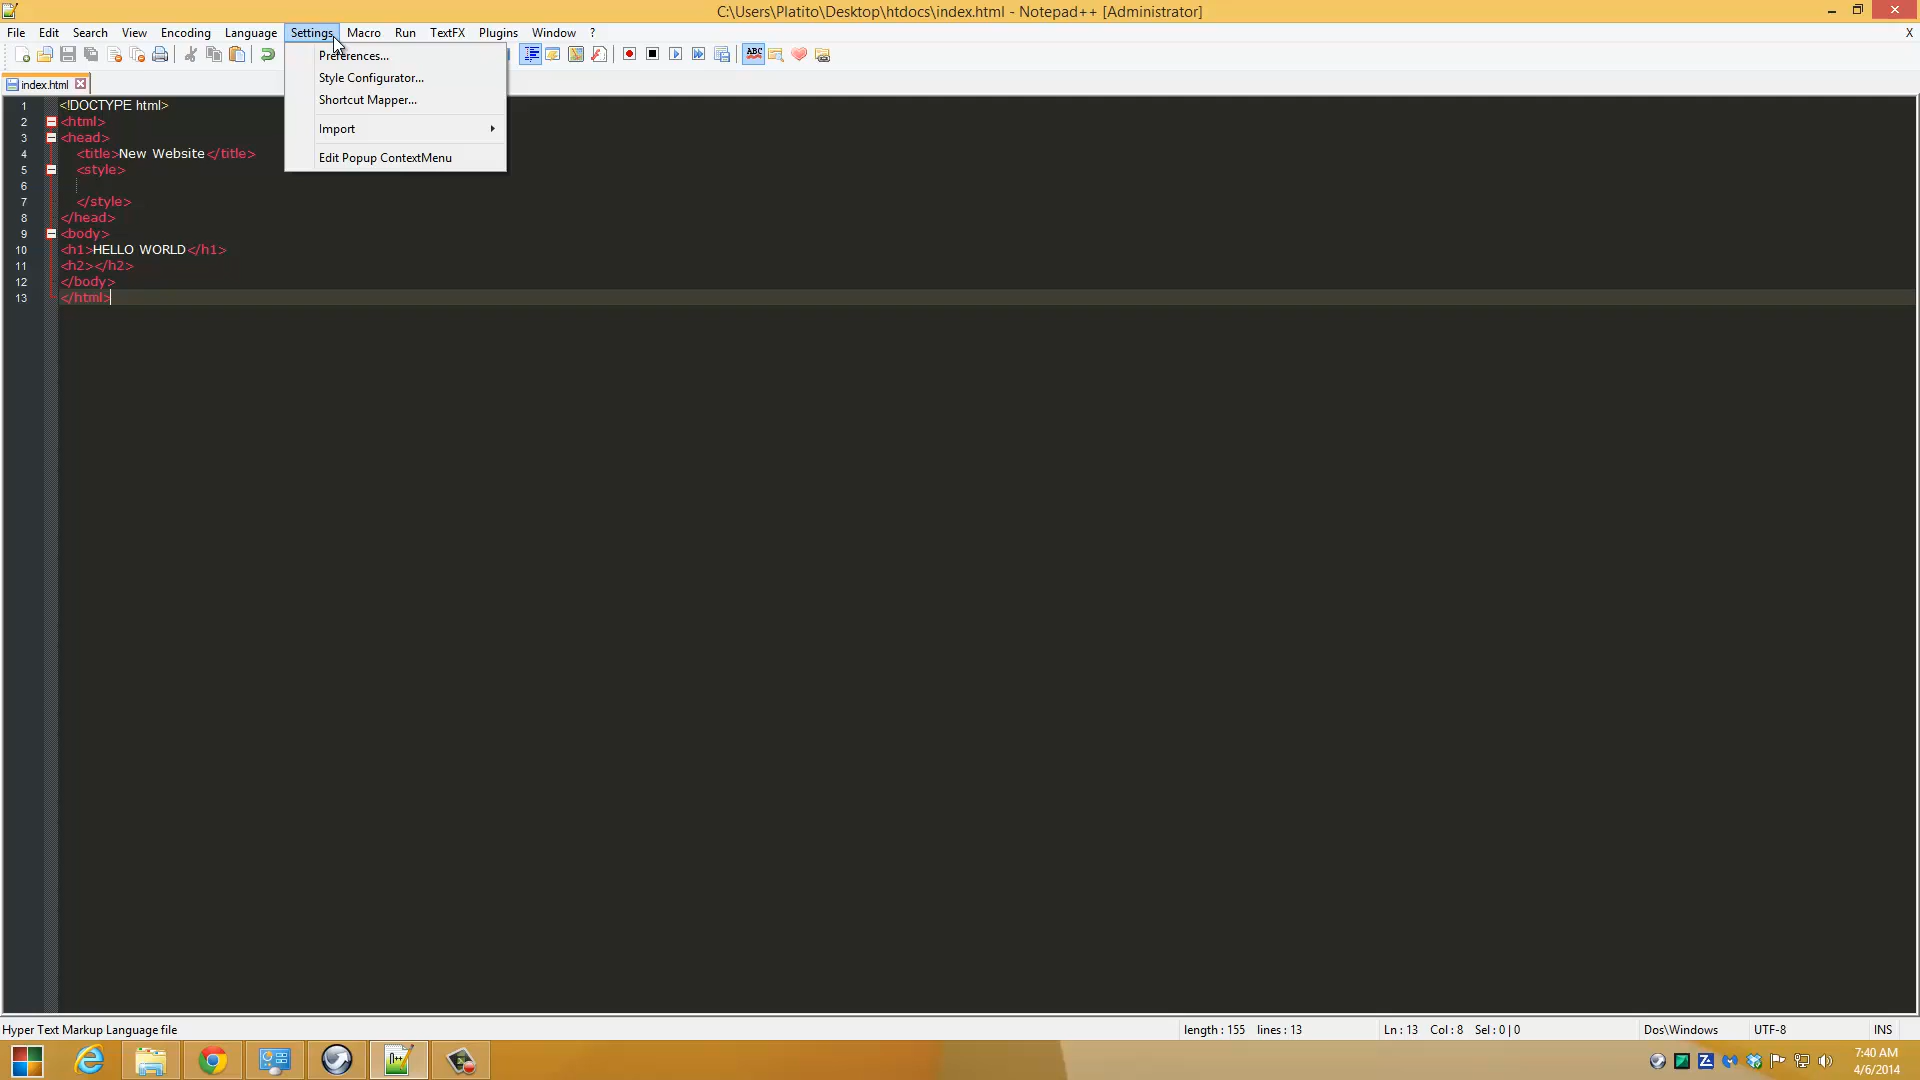 C:\Users\Platito\Desktop\htdocs\index.html - Notepad++ [Administrator]
File Edit Search View Encoding Language Settings Macro Run TextFX Plugins Window ? X
ABC
index.html
Preferences...
Style Configurator...
Shortcut Mapper...
Import
Edit Popup ContextMenu
1 <!DOCTYPE html>
2 <html>
3 <head>
4 <title>New Website</title>
5 <style>
6
7 </style>
8 </head>
9 <body>
10 <h1>HELLO WORLD</h1>
11 <h2></h2>
12 </body>
13 </html>
Hyper Text Markup Language file length : 155 lines : 13 Ln : 13 Col : 8 Sel : 0 | 0 Dos\Windows UTF-8 INS
7:40 AM
4/6/2014